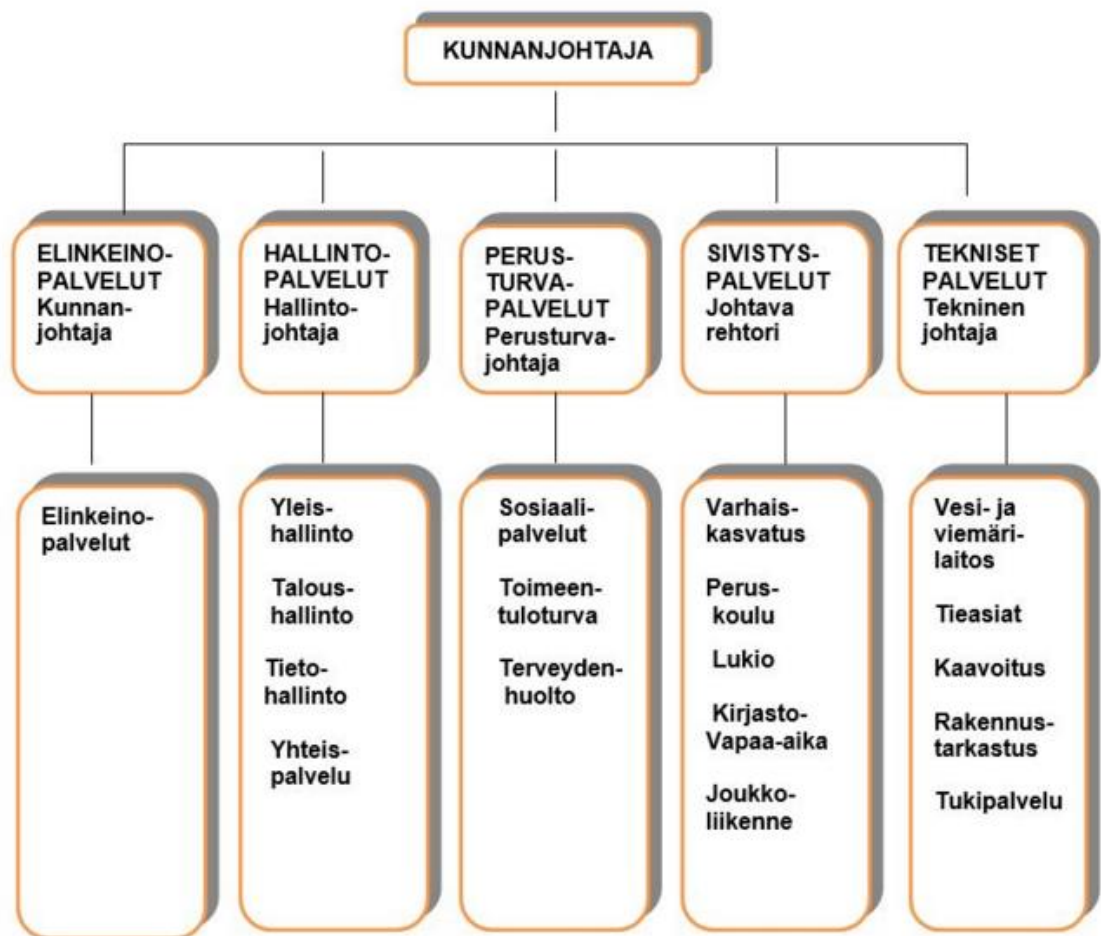 KUNNANJOHTAJA
ELINKEINO-
PALVELUT
Kunnan-
johtaja
HALLINTO-
PALVELUT
Hallinto-
johtaja
PERUS-
TURVA-
PALVELUT
Perusturva-
johtaja
SIVISTYS-
PALVELUT
Johtava
rehtori
TEKNISET
PALVELUT
Tekninen
johtaja
Elinkeino-
palvelut
Yleis-
hallinto
Talous-
hallinto
Tieto-
hallinto
Yhteis-
palvelu
Sosiaali-
palvelut
Toimeen-
tuloturva
Terveyden-
huolto
Varhais-
kasvatus
Perus-
koulu
Lukio
Kirjasto-
Vapaa-aika
Joukko-
liikenne
Vesi- ja
viemäri-
laitos
Tieasiat
Kaavoitus
Rakennus-
tarkastus
Tukipalvelu